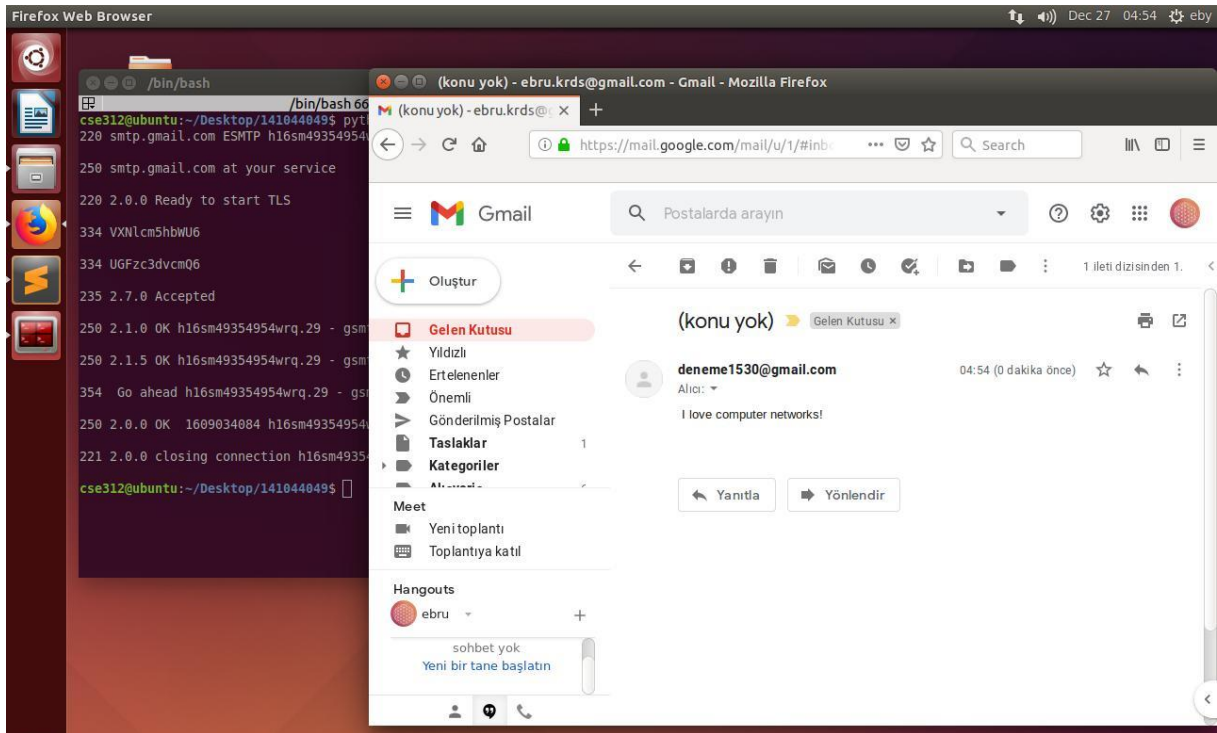 Firefox Web Browser
Dec 27 04:54 eby
/bin/bash
/bin/bash 66
cse312@ubuntu:~/Desktop/141044049$ pyt
220 smtp.gmail.com ESMTP h16sm49354954
250 smtp.gmail.com at your service
220 2.0.0 Ready to start TLS
334 VXNlcm5hbWU6
334 UGFzc3dvcmQ6
235 2.7.0 Accepted
250 2.1.0 OK h16sm49354954wrq.29 - gsm
250 2.1.5 OK h16sm49354954wrq.29 - gsm
354 Go ahead h16sm49354954wrq.29 - gs
250 2.0.0 OK 1609034084 h16sm49354954
221 2.0.0 closing connection h16sm4935
cse312@ubuntu:~/Desktop/141044049$
(konu yok) - ebru.krds@gmail.com - Gmail - Mozilla Firefox
(konu yok) - ebru.krds@
https://mail.google.com/mail/u/1/#inb
Search
Gmail
Postalarda arayın
Oluştur
1 ileti dizisinden 1.
Gelen Kutusu
Yıldızlı
Ertelenenler
Önemli
Gönderilmiş Postalar
Taslaklar 1
Kategoriler
Meet
Yeni toplantı
Toplantıya katıl
Hangouts
ebru
sohbet yok
Yeni bir tane başlatın
(konu yok) Gelen Kutusu ×
deneme1530@gmail.com 04:54 (0 dakika önce)
Alıcı:
I love computer networks!
Yanıtla Yönlendir